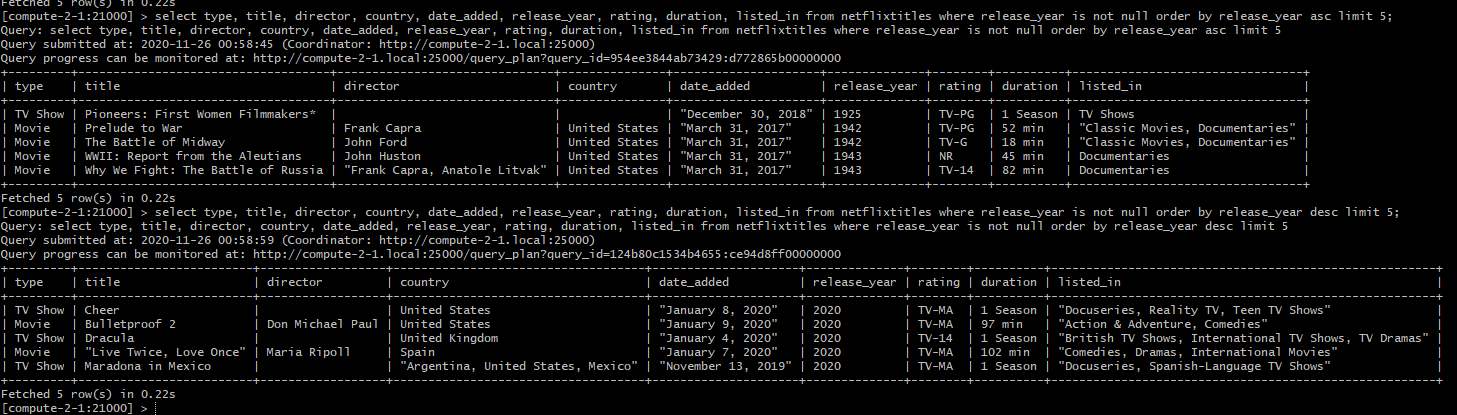 Fetched 5 row(s) in 0.22s
[compute-2-1:21000] > select type, title, director, country, date_added, release_year, rating, duration, listed_in from netflixtitles where release_year is not null order by release_year asc limit 5;
Query: select type, title, director, country, date_added, release_year, rating, duration, listed_in from netflixtitles where release_year is not null order by release_year asc limit 5
Query submitted at: 2020-11-26 00:58:45 (Coordinator: http://compute-2-1.local:25000)
Query progress can be monitored at: http://compute-2-1.local:25000/query_plan?query_id=954ee3844ab73429:d772865b00000000
| type | title | director | country | date_added | release_year | rating | duration | listed_in |
| TV Show | Pioneers: First Women Filmmakers* | | | "December 30, 2018" | 1925 | TV-PG | 1 Season | TV Shows |
| Movie | Prelude to War | Frank Capra | United States | "March 31, 2017" | 1942 | TV-PG | 52 min | "Classic Movies, Documentaries" |
| Movie | The Battle of Midway | John Ford | United States | "March 31, 2017" | 1942 | TV-G | 18 min | "Classic Movies, Documentaries" |
| Movie | WWII: Report from the Aleutians | John Huston | United States | "March 31, 2017" | 1943 | NR | 45 min | Documentaries |
| Movie | Why We Fight: The Battle of Russia | "Frank Capra, Anatole Litvak" | United States | "March 31, 2017" | 1943 | TV-14 | 82 min | Documentaries |
Fetched 5 row(s) in 0.22s
[compute-2-1:21000] > select type, title, director, country, date_added, release_year, rating, duration, listed_in from netflixtitles where release_year is not null order by release_year desc limit 5;
Query: select type, title, director, country, date_added, release_year, rating, duration, listed_in from netflixtitles where release_year is not null order by release_year desc limit 5
Query submitted at: 2020-11-26 00:58:59 (Coordinator: http://compute-2-1.local:25000)
Query progress can be monitored at: http://compute-2-1.local:25000/query_plan?query_id=124b80c1534b4655:ce94d8ff00000000
| type | title | director | country | date_added | release_year | rating | duration | listed_in |
| TV Show | Cheer | | United States | "January 8, 2020" | 2020 | TV-MA | 1 Season | "Docuseries, Reality TV, Teen TV Shows" |
| Movie | Bulletproof 2 | Don Michael Paul | United States | "January 9, 2020" | 2020 | TV-MA | 97 min | "Action & Adventure, Comedies" |
| TV Show | Dracula | | United Kingdom | "January 4, 2020" | 2020 | TV-14 | 1 Season | "British TV Shows, International TV Shows, TV Dramas" |
| Movie | "Live Twice, Love Once" | Maria Ripoll | Spain | "January 7, 2020" | 2020 | TV-MA | 102 min | "Comedies, Dramas, International Movies" |
| TV Show | Maradona in Mexico | | "Argentina, United States, Mexico" | "November 13, 2019" | 2020 | TV-MA | 1 Season | "Docuseries, Spanish-Language TV Shows" |
Fetched 5 row(s) in 0.22s
[compute-2-1:21000] >